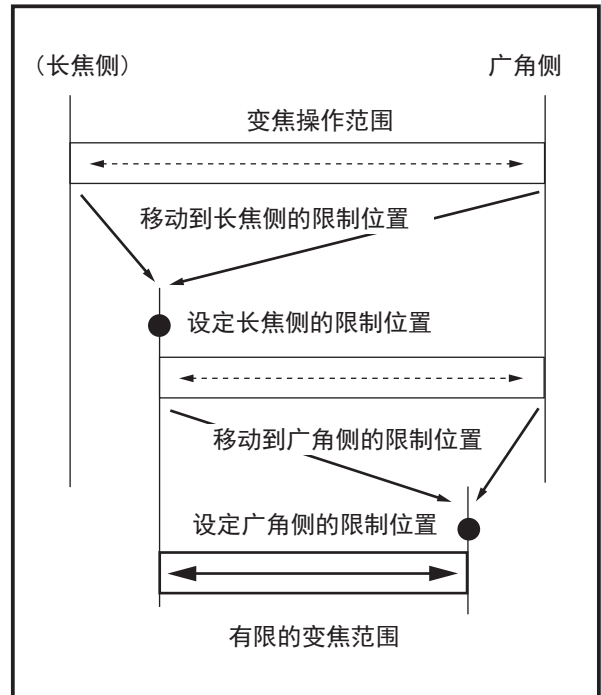 (长焦侧)
广角侧
变焦操作范围
移动到长焦侧的限制位置
设定长焦侧的限制位置
移动到广角侧的限制位置
设定广角侧的限制位置
有限的变焦范围